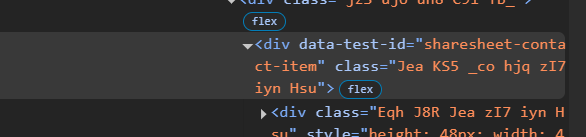 <div class="jzS ujo un8 C9i TB_">
flex
<div data-test-id="sharesheet-conta
ct-item" class="Jea KS5 _co hjq zI7
iyn Hsu"> flex
<div class="Eqh J8R Jea zI7 iyn H
su" style="height: 48px; width: 4